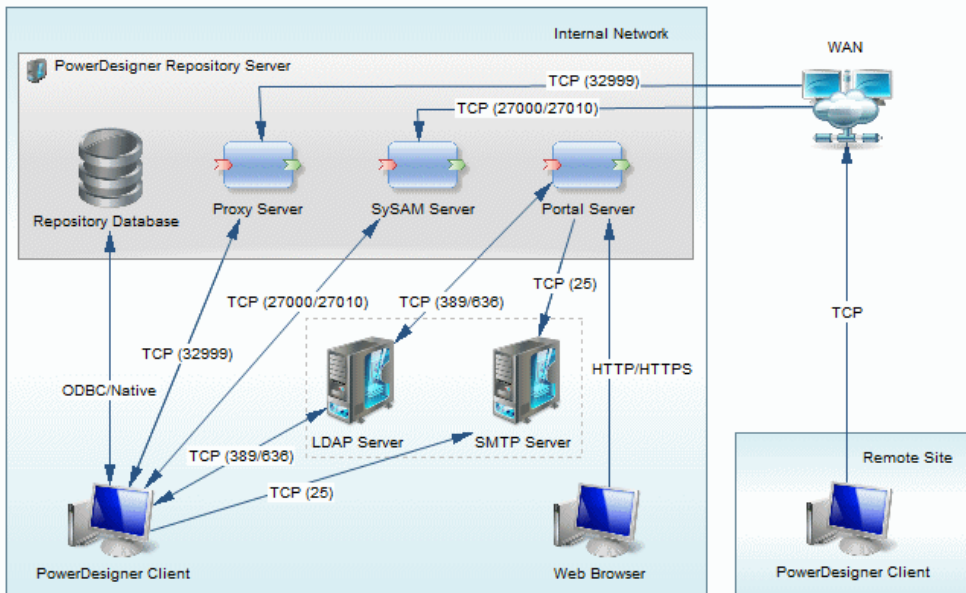 Internal Network
WAN
PowerDesigner Repository Server
TCP (32999)
TCP (27000/27010)
Repository Database
Proxy Server
SySAM Server
Portal Server
TCP (27000/27010)
TCP (389/636)
TCP (25)
TCP
TCP (32999)
ODBC/Native
HTTP/HTTPS
LDAP Server
SMTP Server
TCP (389/636)
TCP (25)
Remote Site
PowerDesigner Client
Web Browser
PowerDesigner Client